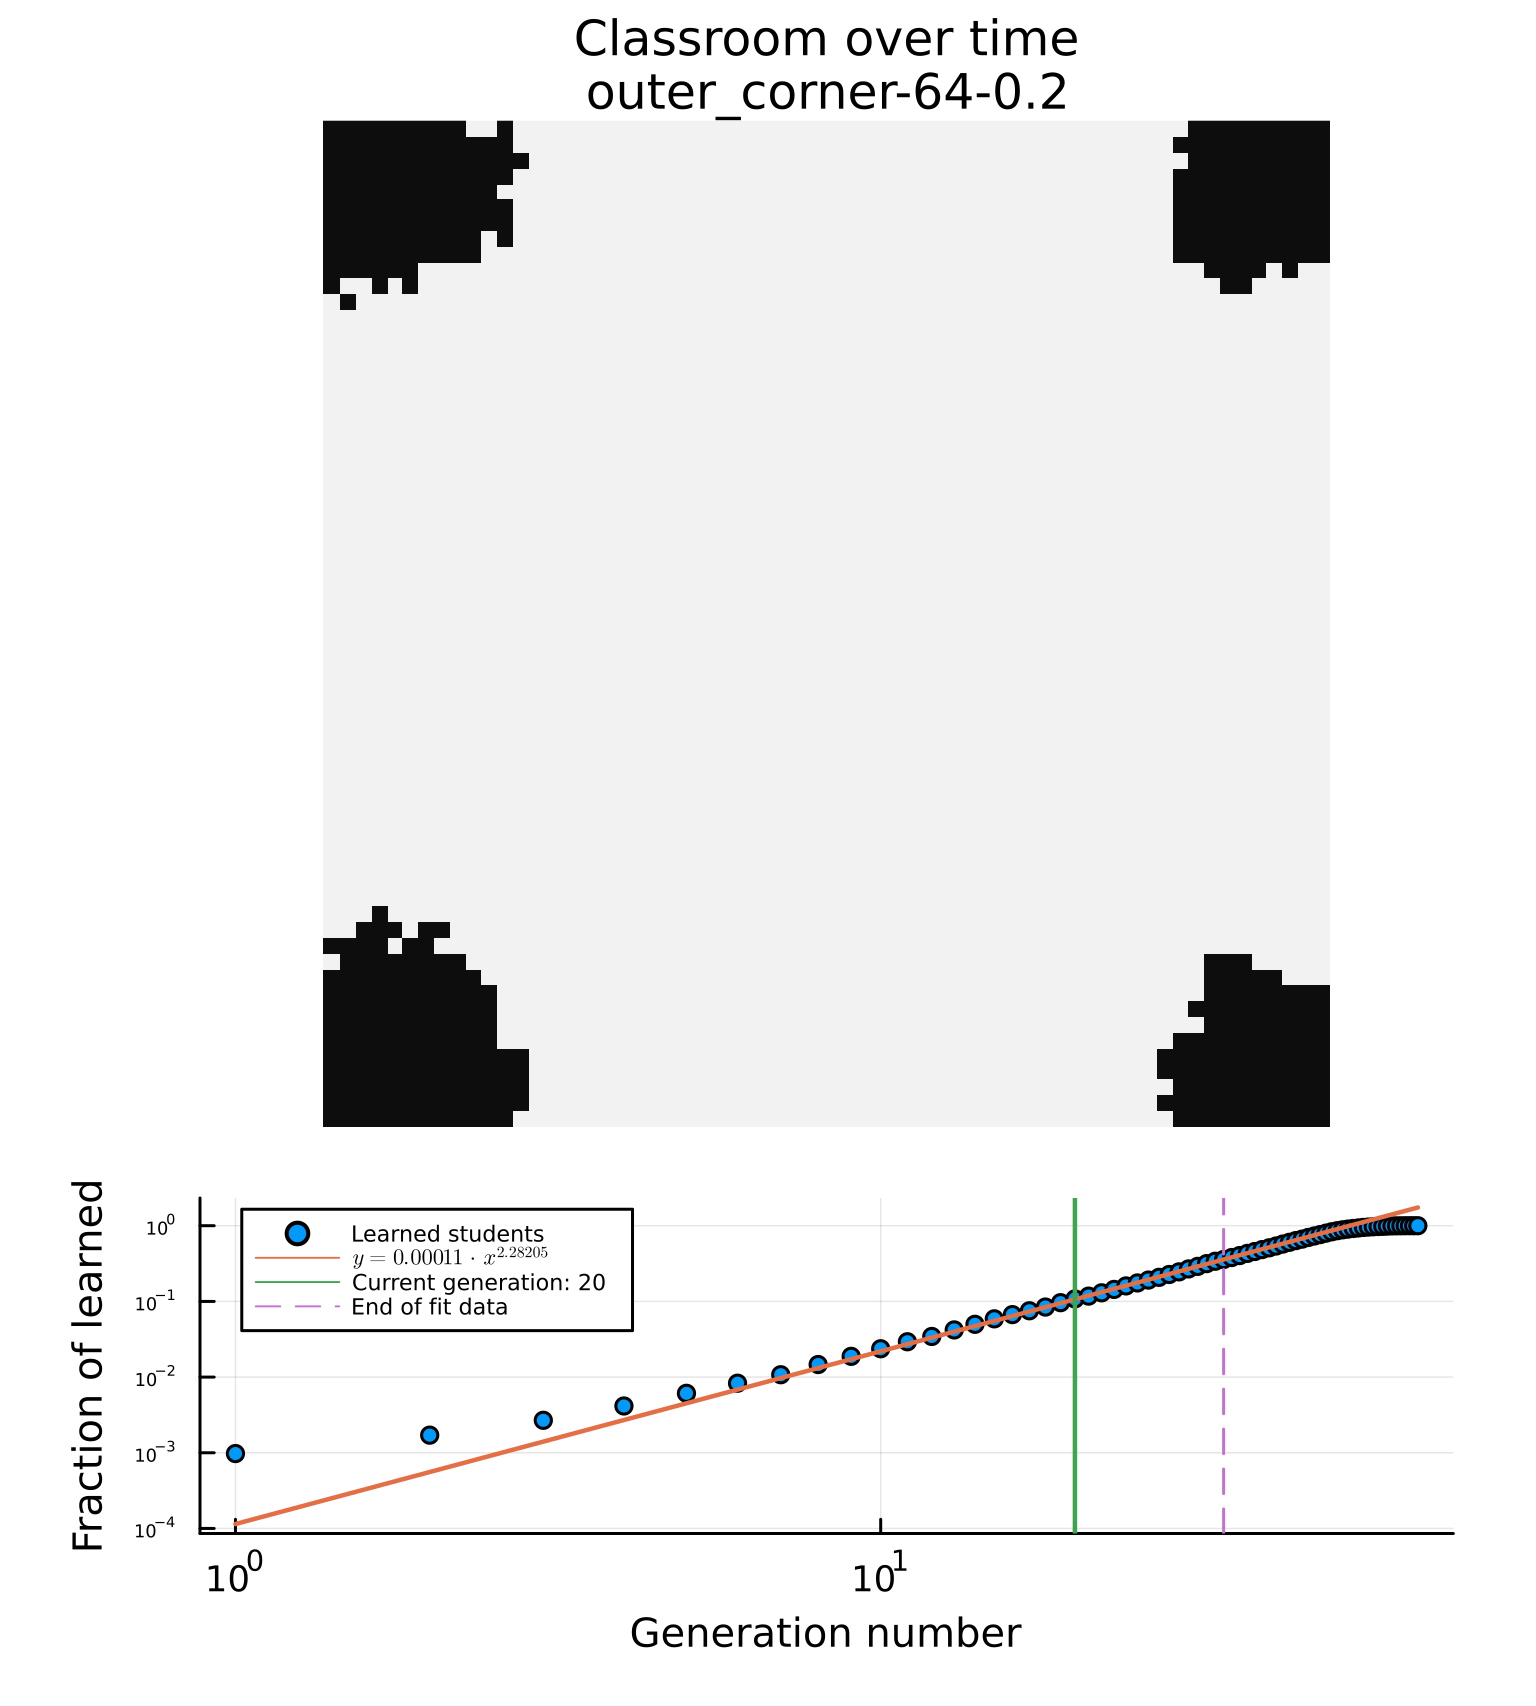 Classroom over time
outer_corner-64-0.2
Fraction of learned
10^0
10^-1
10^-2
10^-3
10^-4
Learned students
y = 0.00011 · x^2.28205
Current generation: 20
End of fit data
10^0
10^1
Generation number